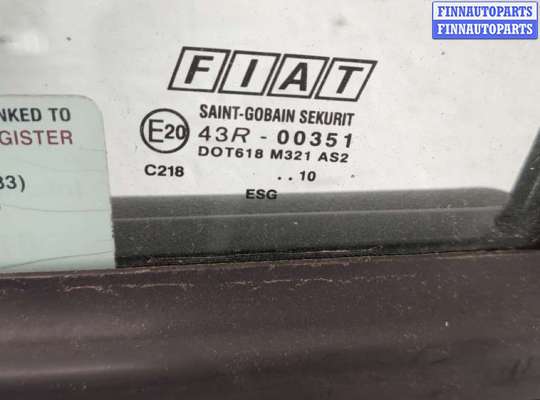 FINNAUTOPARTS
FINNAUTOPARTS
FIAT
SAINT-GOBAIN SEKURIT
E20 43R - 00351
DOT618 M321 AS2
C218 . . 10
ESG
NKED TO
GISTER
33)